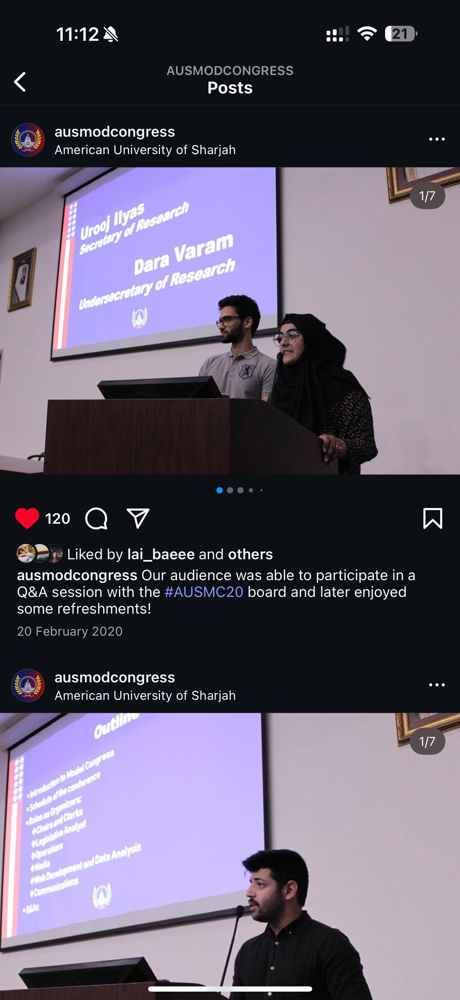 11:12
21
AUSMODCONGRESS
Posts
ausmodcongress
American University of Sharjah
1/7
Urooj Ilyas
Secretary of Research
Dara Varam
Undersecretary of Research
120
Liked by lai_baeee and others
ausmodcongress Our audience was able to participate in a
Q&A session with the #AUSMC20 board and later enjoyed
some refreshments!
20 February 2020
ausmodcongress
American University of Sharjah
1/7
Outline
▪Introduction to Model Congress
▪Schedule of the conference
▪Roles as Organizers:
❖Chairs and Clerks
❖Legislative Analyst
❖Operations
❖Media
❖Web Development and Data Analysis
❖Communications
▪Q&As